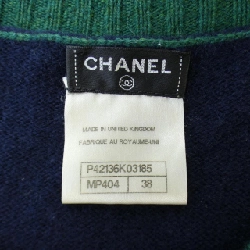 CHANEL
MADE IN UNITED KINGDOM
FABRIQUE AU ROYAUME-UNI
P42136K03185
MP404 38